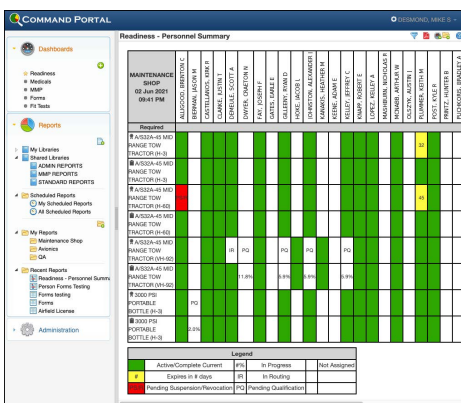 COMMAND PORTAL
DESMOND, MIKE S
Dashboards
Readiness
Medicals
MMP
Forms
Fit Tests
Reports
My Libraries
Shared Libraries
ADMIN REPORTS
MMP REPORTS
STANDARD REPORTS
Scheduled Reports
My Scheduled Reports
All Scheduled Reports
My Reports
Maintenance Shop
Avionics
QA
Recent Reports
Readiness - Personnel Summ
Person Forms Testing
Forms testing
Forms
Airfield License
Administration
Readiness - Personnel Summary
MAINTENANCE
SHOP
02 Jun 2021
09:41 PM
ALLGOOD, BRENTON C
BEEMAN, JASON M
CASTELLANOS, KIRK R
CLARKE, JUSTIN T
DEHEULE, SCOTT A
DWYER, CRAETON F
FAY, JOSEPH F
GATES, EARLE E
GILLERNY, RYAN D
HOKE, JACOB L
JOHNSTON, ALEXANDER
KAMAKIS, HEATHER M
KEENE, ADAM E
KELLEY, JEFFREY C
KNAPP, ROBERT E
LOPEZ, KELLEY A
MASHBURN, NICHOLAS R
MCNABB, ARTHUR W
OLSZYK, AUSTIN
PLUMMER, KEITH M
POST, KYLE R
PRINTZ, HUNTER B
BRADLEY A
Required
A/S32A-45 MID
RANGE TOW
TRACTOR (H-3)
32
A/S32A-45 MID
RANGE TOW
TRACTOR (H-3)
A/S32A-45 MID
RANGE TOW
TRACTOR (H-60)
45
A/S32A-45 MID
RANGE TOW
TRACTOR (H-60)
A/S32A-45 MID
RANGE TOW
TRACTOR (VH-92)
IR PQ PQ PQ PQ
A/S32A-45 MID
RANGE TOW
TRACTOR (VH-92)
11.8% 5.9% 5.9% 5.9%
3000 PSI
PORTABLE
BOTTLE (H-3)
PQ
3000 PSI
PORTABLE
BOTTLE (H-3)
2.0%
Legend
Active/Complete Current #% In Progress Not Assigned
# Expires in # days IR In Routing
Pending Suspension/Revocation PQ Pending Qualification